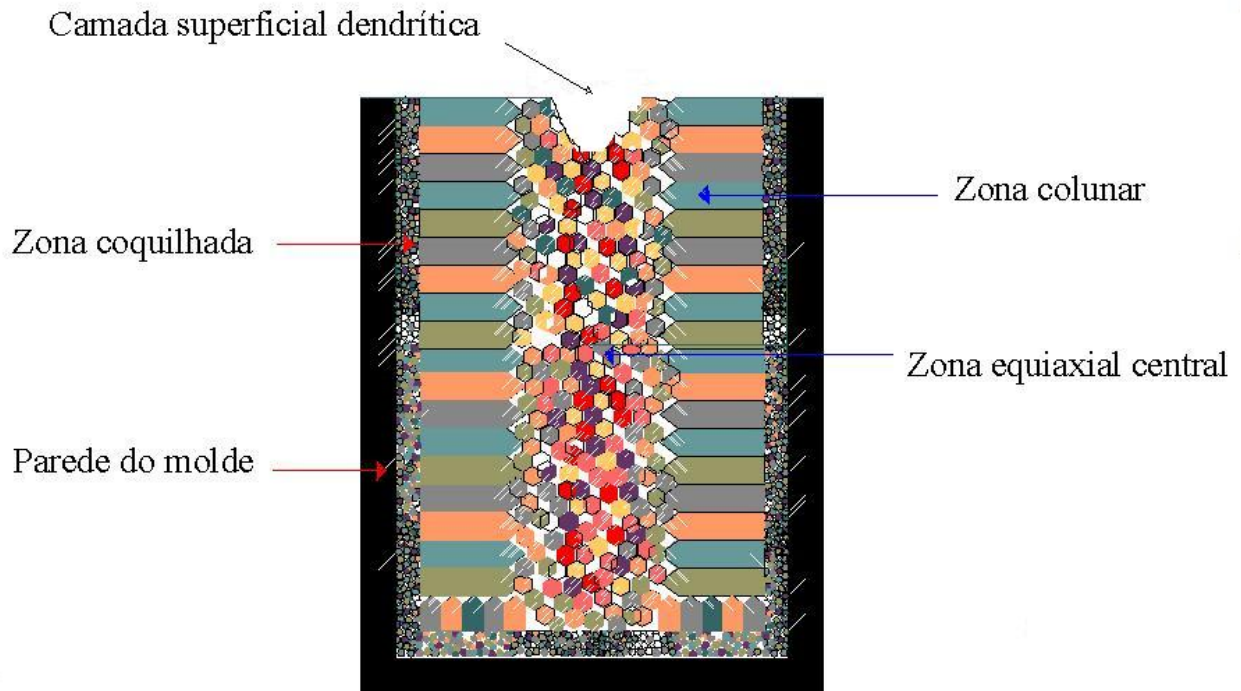 Camada superficial dendrítica
Zona colunar
Zona coquilhada
Zona equiaxial central
Parede do molde